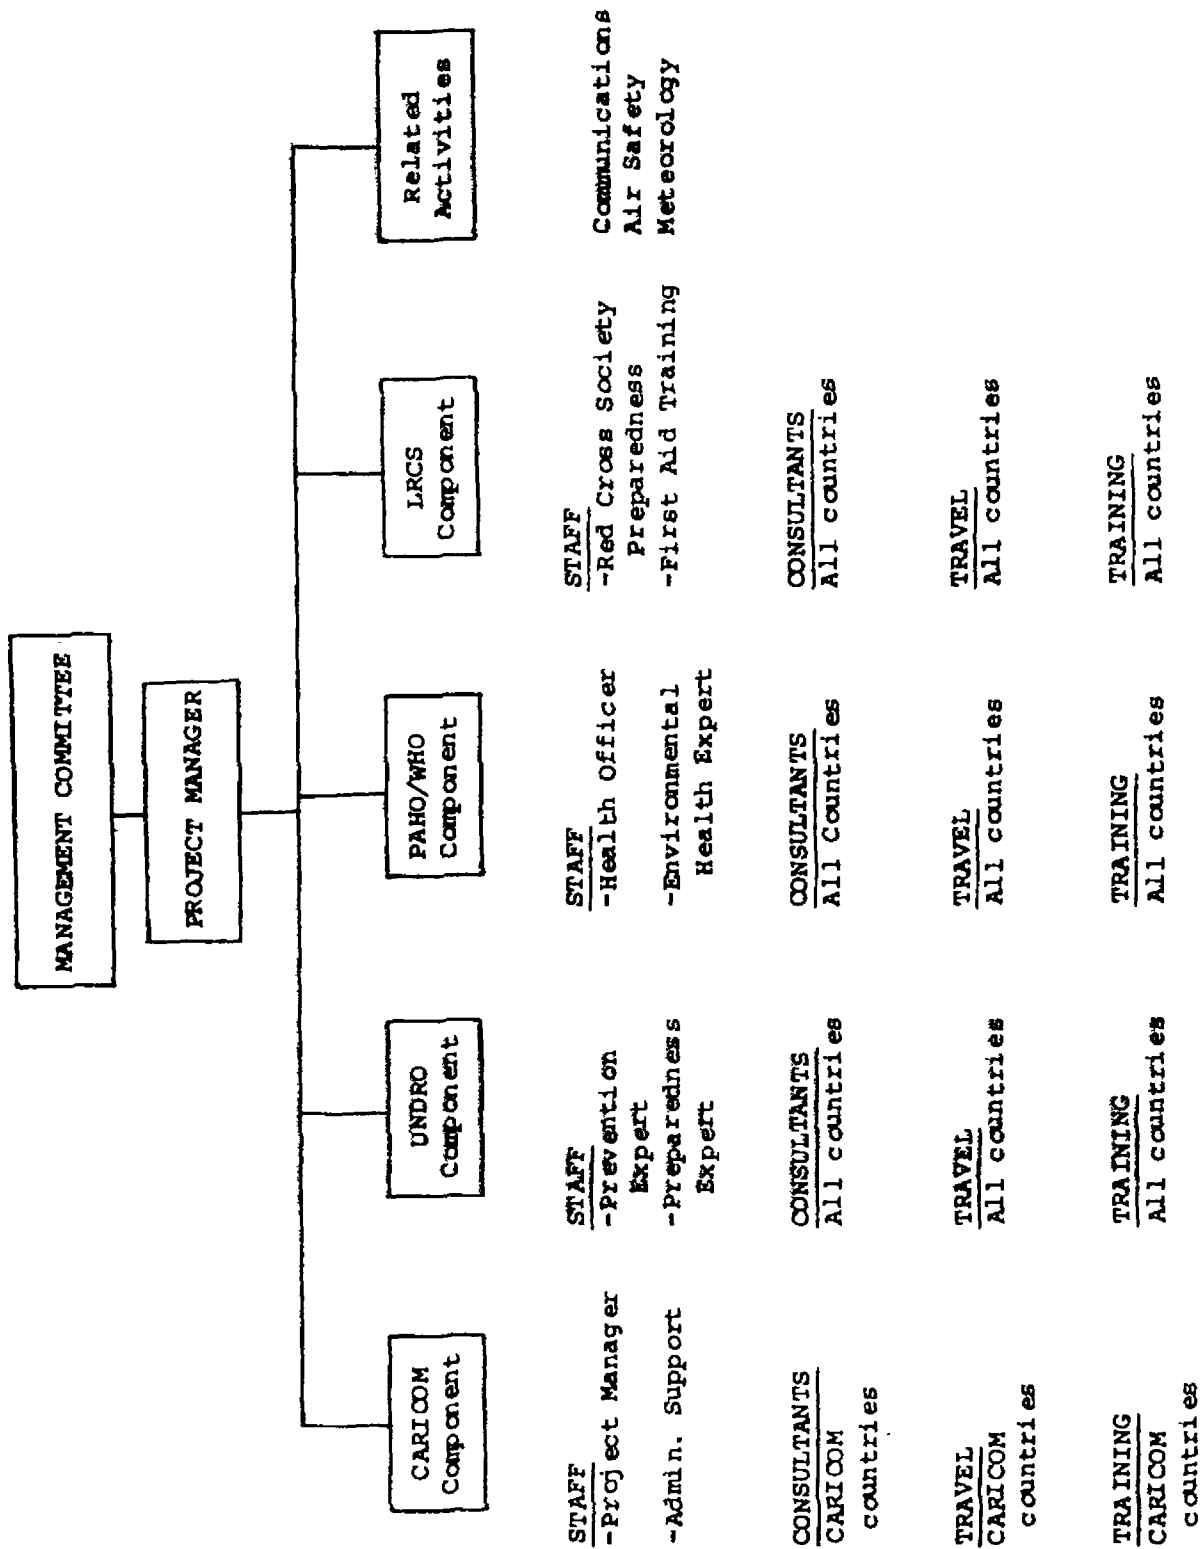 MANAGEMENT COMMITTEE
PROJECT MANAGER
CARICOM
Component
UNDRO
Component
PAHO/WHO
Component
LRCS
Component
Related
Activities
STAFF
-Project Manager
-Admin. Support
CONSULTANTS
CARICOM
countries
TRAVEL
CARICOM
countries
TRAINING
CARICOM
countries
STAFF
-Prevention
Expert
-Preparedness
Expert
CONSULTANTS
All countries
TRAVEL
All countries
TRAINING
All countries
STAFF
-Health Officer
-Environmental
Health Expert
CONSULTANTS
All Countries
TRAVEL
All countries
TRAINING
All countries
STAFF
-Red Cross Society
Preparedness
-First Aid Training
CONSULTANTS
All countries
TRAVEL
All countries
TRAINING
All countries
Communications
Air Safety
Meteorology